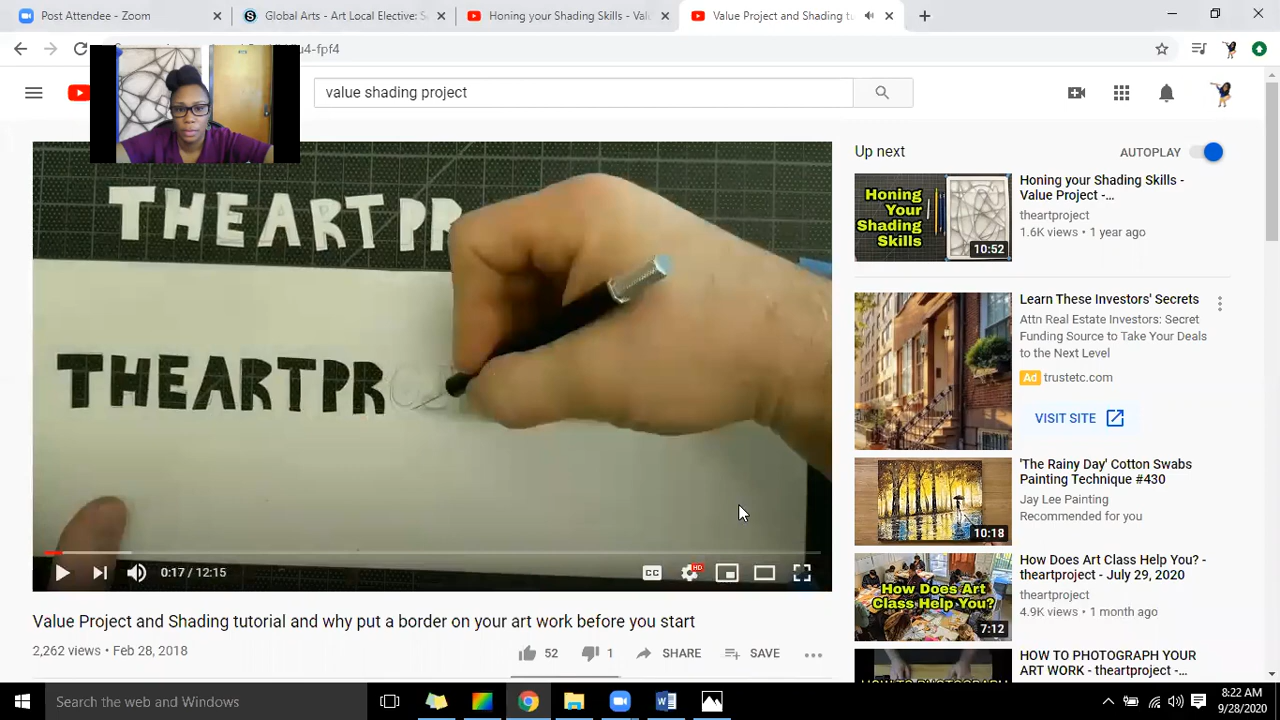 Post Attendee - Zoom
Global Arts - Art Local Elective:
Honing your Shading Skills - Valu
Value Project and Shading tu
u4-fpf4
value shading project
THEARTPR
THEARTPR
0:17 / 12:15
CC
HD
Value Project and Shading tutorial and why put a border on your art work before you start
2,262 views • Feb 28, 2018
52
1
SHARE
SAVE
Up next
AUTOPLAY
Honing
Your
Shading
Skills
10:52
Honing your Shading Skills -
Value Project -...
theartproject
1.6K views • 1 year ago
Learn These Investors' Secrets
Attn Real Estate Investors: Secret
Funding Source to Take Your Deals
to the Next Level
Ad trustetc.com
VISIT SITE
10:18
'The Rainy Day' Cotton Swabs
Painting Technique #430
Jay Lee Painting
Recommended for you
How Does Art
Class Help You?
7:12
How Does Art Class Help You? -
theartproject - July 29, 2020
theartproject
4.9K views • 1 month ago
HOW TO PHOTOGRAPH YOUR
ART WORK - theartproject -...
Search the web and Windows
8:22 AM
9/28/2020